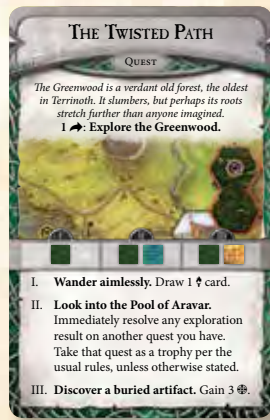 THE TWISTED PATH
QUEST
The Greenwood is a verdant old forest, the oldest
in Terrinoth. It slumbers, but perhaps its roots
stretch further than anyone imagined.
1 : Explore the Greenwood.
I. Wander aimlessly. Draw 1 card.
II. Look into the Pool of Aravar.
Immediately resolve any exploration
result on another quest you have.
Take that quest as a trophy per the
usual rules, unless otherwise stated.
III. Discover a buried artifact. Gain 3 .